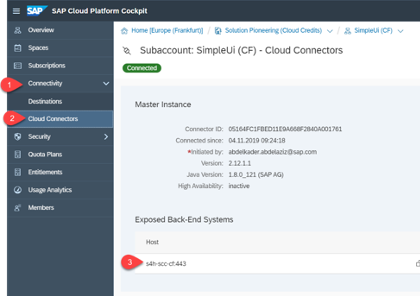 SAP SAP Cloud Platform Cockpit
Overview
Spaces
Subscriptions
1 Connectivity
Destinations
2 Cloud Connectors
Security
Quota Plans
Entitlements
Usage Analytics
Members
Home [Europe (Frankfurt)] / Solution Pioneering (Cloud Credits) / SimpleUi (CF)
Subaccount: SimpleUi (CF) - Cloud Connectors
Connected
Master Instance
Connector ID: 05164FC1FBED11E9A668F2840A001761
Connected since: 04.11.2019 09:24:18
*Initiated by: abdelkader.abdelaziz@sap.com
Version: 2.12.1.1
Java Version: 1.8.0_121 (SAP AG)
High Availability: inactive
Exposed Back-End Systems
Host
3 s4h-scc-cf:443